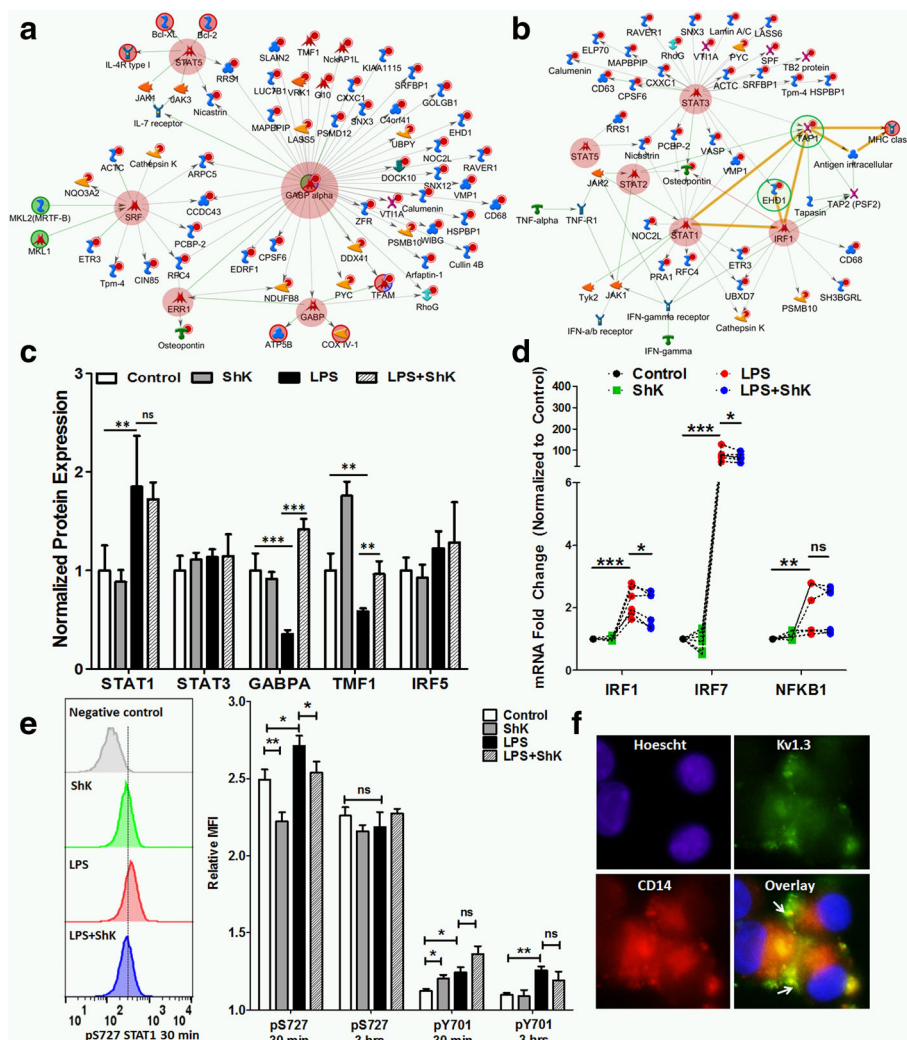 a
Bcl-XL
Bcl-2
IL-4R type I
STAT5
RRS1
JAK1
JAK3
Nicastrin
IL-7 receptor
SLAIN2
TMF1
NckAP1L
KIAA1115
LUC7B1
VRK1
GI10
CXXC1
SRFBP1
GOLGB1
MAPBPIP
LASS5
PSMD12
SNX3
C4orf41
UBPY
EHD1
NOC2L
DOCK10
RAVER1
SNX12
VMP1
GABP alpha
VTI1A
Calumenin
CD68
ZFR
PSMB10
WIBG
HSPBP1
Cullin 4B
DDX41
Arfaptin-1
ACTC
Cathepsin K
ARPC5
NQO3A2
SRF
CCDC43
MKL2(MRTF-B)
MKL1
PCBP-2
ETR3
RFC4
Tpm-4
CIN85
EDRF1
CPSF6
NDUFB8
PYC
TFAM
RhoG
ERR1
GABP
Osteopontin
ATP5B
COX IV-1
b
RAVER1
SNX3
Lamin A/C
LASS6
ELP70
RhoG
VTI1A
PYC
SPF
MAPBPIP
TB2 protein
Calumenin
CD63
CXXC1
ACTC
SRFBP1
HSPBP1
CPSF6
Tpm-4
STAT3
RRS1
TAP1
MHC clas
STAT5
Nicastrin
PCBP-2
VASP
Antigen intracellular
VMP1
JAK2
STAT2
Osteopontin
EHD1
TNF-alpha
TNF-R1
Tapasin
TAP2 (PSF2)
NOC2L
STAT1
IRF1
PRA1
RFC4
ETR3
CD68
Tyk2
JAK1
UBXD7
SH3BGRL
IFN-gamma receptor
PSMB10
IFN-a/b receptor
Cathepsin K
IFN-gamma
c
Control
ShK
LPS
LPS+ShK
Normalized Protein Expression
3
2
1
0
**
ns
***
***
**
**
STAT1
STAT3
GABPA
TMF1
IRF5
d
Control
LPS
ShK
LPS+ShK
mRNA Fold Change (Normalized to Control)
400
300
200
100
6
4
2
0
***
*
***
*
**
ns
IRF1
IRF7
NFKB1
e
Negative control
ShK
LPS
LPS+ShK
10 1
10 2
10 3
10 4
pS727 STAT1 30 min
Relative MFI
3.0
2.5
2.0
1.5
1.0
Control
ShK
LPS
LPS+ShK
*
**
*
ns
*
*
ns
**
ns
pS727
pS727
pY701
pY701
f
Hoescht
Kv1.3
CD14
Overlay